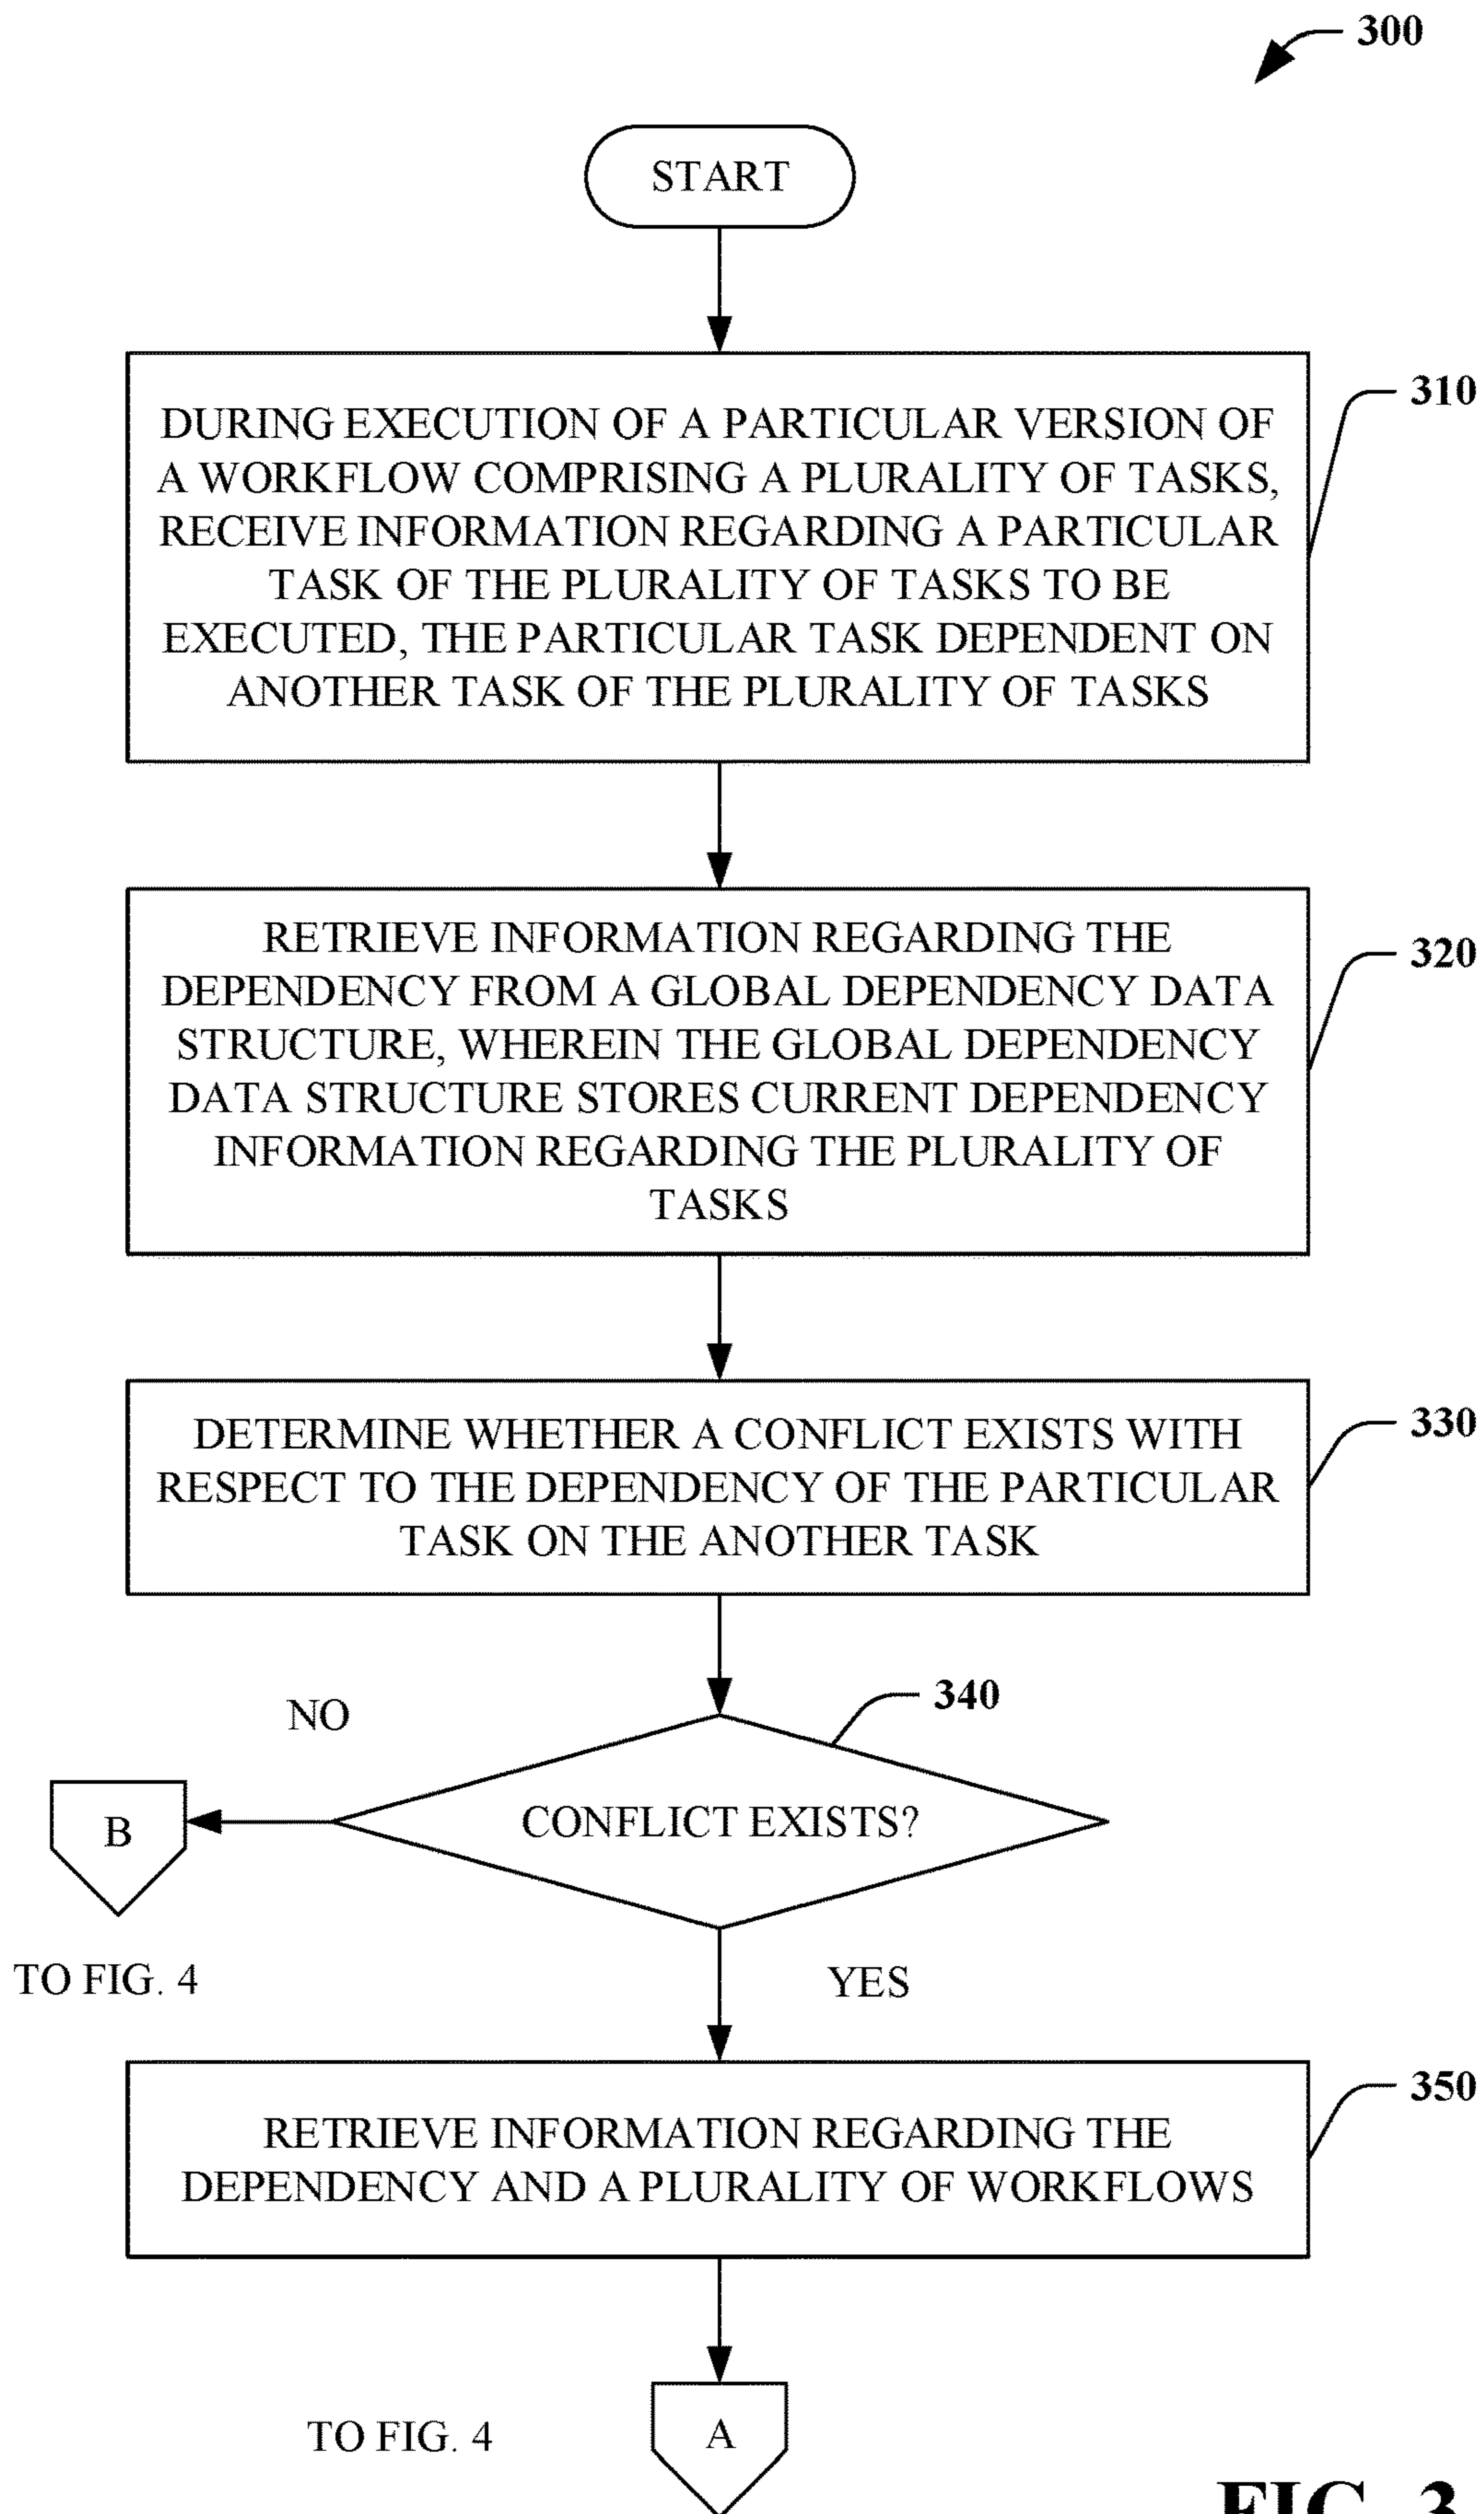 300
START
DURING EXECUTION OF A PARTICULAR VERSION OF
A WORKFLOW COMPRISING A PLURALITY OF TASKS,
RECEIVE INFORMATION REGARDING A PARTICULAR
TASK OF THE PLURALITY OF TASKS TO BE
EXECUTED, THE PARTICULAR TASK DEPENDENT ON
ANOTHER TASK OF THE PLURALITY OF TASKS
310
RETRIEVE INFORMATION REGARDING THE
DEPENDENCY FROM A GLOBAL DEPENDENCY DATA
STRUCTURE, WHEREIN THE GLOBAL DEPENDENCY
DATA STRUCTURE STORES CURRENT DEPENDENCY
INFORMATION REGARDING THE PLURALITY OF
TASKS
320
DETERMINE WHETHER A CONFLICT EXISTS WITH
RESPECT TO THE DEPENDENCY OF THE PARTICULAR
TASK ON THE ANOTHER TASK
330
340
NO
CONFLICT EXISTS?
B
TO FIG. 4
YES
RETRIEVE INFORMATION REGARDING THE
DEPENDENCY AND A PLURALITY OF WORKFLOWS
350
TO FIG. 4
A
FIG. 3